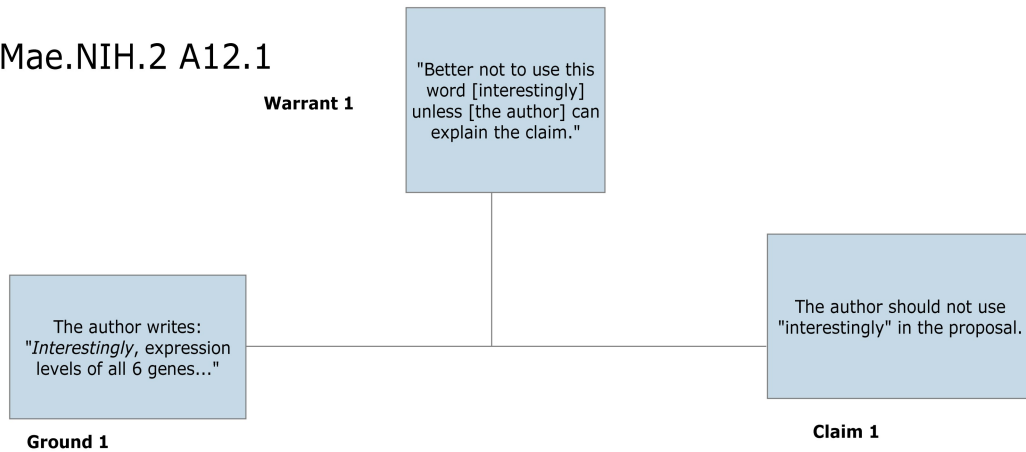 Mae.NIH.2 A12.1
Warrant 1
"Better not to use this
word [interestingly]
unless [the author] can
explain the claim."
The author writes:
"Interestingly, expression
levels of all 6 genes..."
Ground 1
The author should not use
"interestingly" in the proposal.
Claim 1